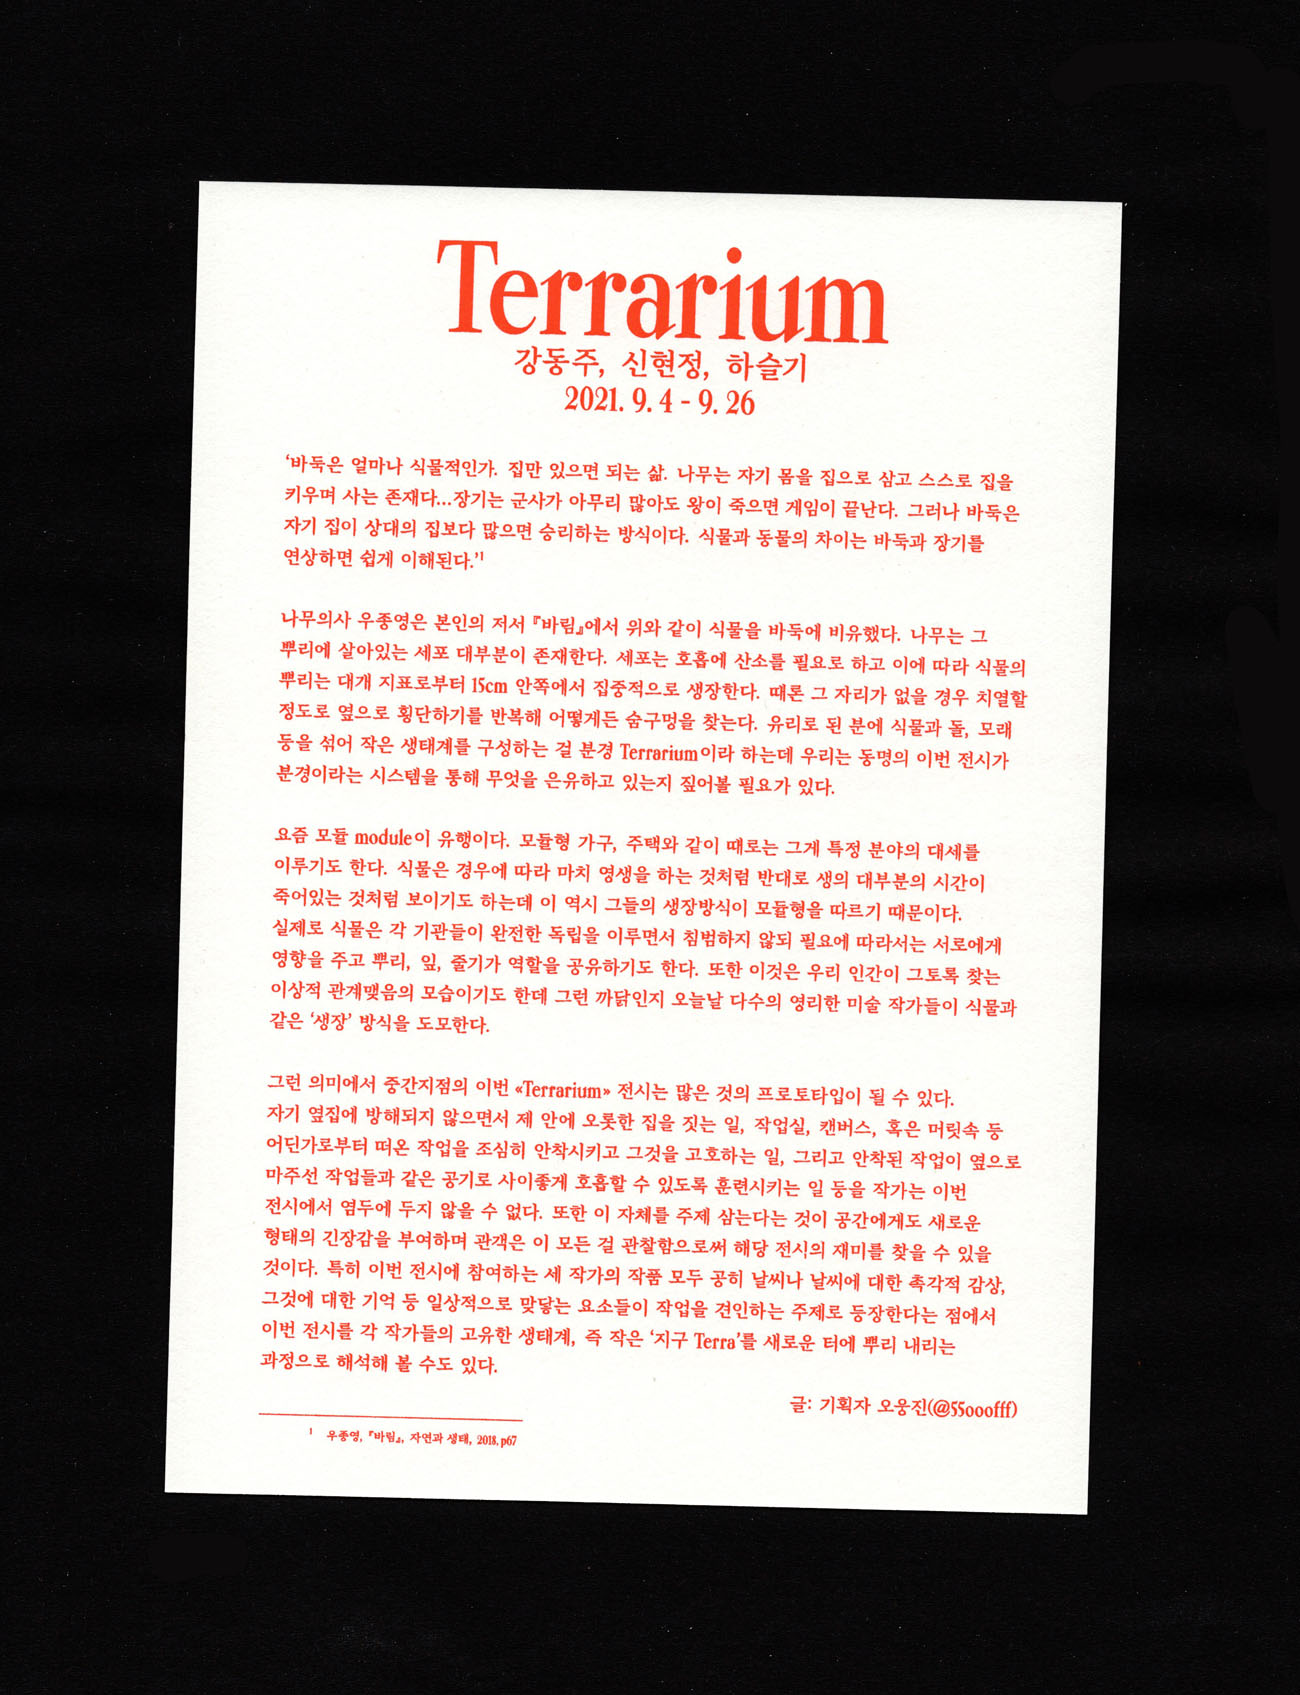 Terrarium
강동주, 신현정, 하슬기
2021. 9. 4 - 9. 26
‘바둑은 얼마나 식물적인가. 집만 있으면 되는 삶. 나무는 자기 몸을 집으로 삼고 스스로 집을
키우며 사는 존재다...장기는 군사가 아무리 많아도 왕이 죽으면 게임이 끝난다. 그러나 바둑은
자기 집이 상대의 집보다 많으면 승리하는 방식이다. 식물과 동물의 차이는 바둑과 장기를
연상하면 쉽게 이해된다.’¹
나무의사 우종영은 본인의 저서 『바림』에서 위와 같이 식물을 바둑에 비유했다. 나무는 그
뿌리에 살아있는 세포 대부분이 존재한다. 세포는 호흡에 산소를 필요로 하고 이에 따라 식물의
뿌리는 대개 지표로부터 15cm 안쪽에서 집중적으로 생장한다. 때론 그 자리가 없을 경우 치열할
정도로 옆으로 횡단하기를 반복해 어떻게든 숨구멍을 찾는다. 유리로 된 분에 식물과 돌, 모래
등을 섞어 작은 생태계를 구성하는 걸 분경 Terrarium이라 하는데 우리는 동명의 이번 전시가
분경이라는 시스템을 통해 무엇을 은유하고 있는지 짚어볼 필요가 있다.
요즘 모듈 module이 유행이다. 모듈형 가구, 주택와 같이 때로는 그게 특정 분야의 대세를
이루기도 한다. 식물은 경우에 따라 마치 영생을 하는 것처럼 반대로 생의 대부분의 시간이
죽어있는 것처럼 보이기도 하는데 이 역시 그들의 생장방식이 모듈형을 따르기 때문이다.
실제로 식물은 각 기관들이 완전한 독립을 이루면서 침범하지 않되 필요에 따라서는 서로에게
영향을 주고 뿌리, 잎, 줄기가 역할을 공유하기도 한다. 또한 이것은 우리 인간이 그토록 찾는
이상적 관계맺음의 모습이기도 한데 그런 까닭인지 오늘날 다수의 영리한 미술 작가들이 식물과
같은 ‘생장’ 방식을 도모한다.
그런 의미에서 중간지점의 이번 «Terrarium» 전시는 많은 것의 프로토타입이 될 수 있다.
자기 옆집에 방해되지 않으면서 제 안에 오롯한 집을 짓는 일, 작업실, 캔버스, 혹은 머릿속 등
어딘가로부터 떠온 작업을 조심히 안착시키고 그것을 고호하는 일, 그리고 안착된 작업이 옆으로
마주선 작업들과 같은 공기로 사이좋게 호흡할 수 있도록 훈련시키는 일 등을 작가는 이번
전시에서 염두에 두지 않을 수 없다. 또한 이 자체를 주제 삼는다는 것이 공간에게도 새로운
형태의 긴장감을 부여하며 관객은 이 모든 걸 관찰함으로써 해당 전시의 재미를 찾을 수 있을
것이다. 특히 이번 전시에 참여하는 세 작가의 작품 모두 공히 날씨나 날씨에 대한 촉각적 감상,
그것에 대한 기억 등 일상적으로 맞닿는 요소들이 작업을 견인하는 주제로 등장한다는 점에서
이번 전시를 각 작가들의 고유한 생태계, 즉 작은 ‘지구 Terra’를 새로운 터에 뿌리 내리는
과정으로 해석해 볼 수도 있다.
글: 기획자 오웅진(@55ooofff)
¹ 우종영, 『바림』, 자연과 생태, 2018, p67